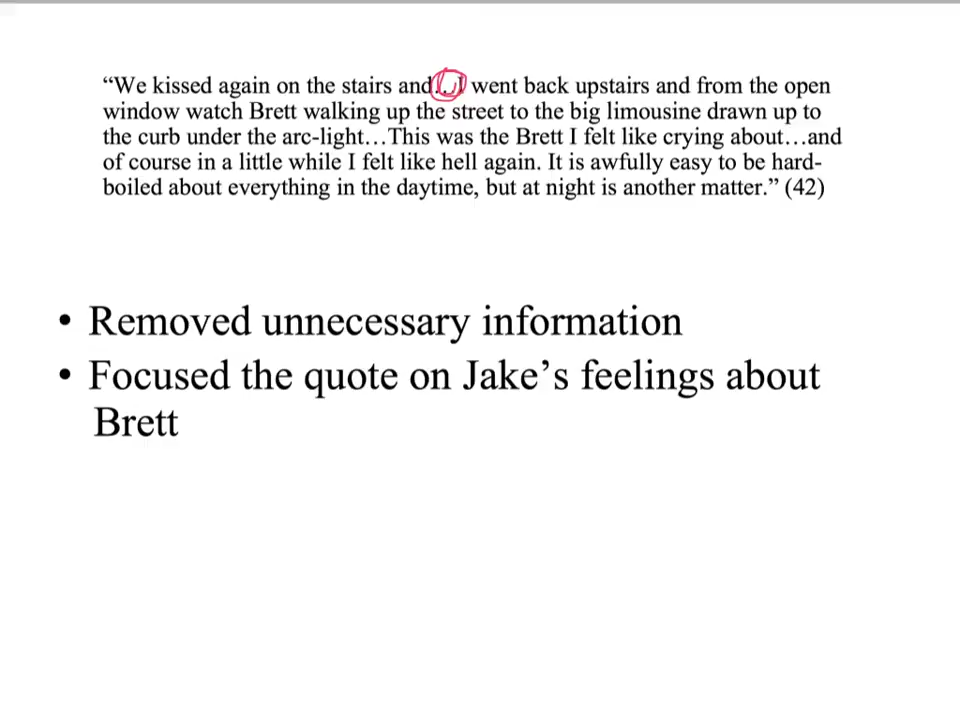 “We kissed again on the stairs and...I went back upstairs and from the open
window watch Brett walking up the street to the big limousine drawn up to
the curb under the arc-light…This was the Brett I felt like crying about…and
of course in a little while I felt like hell again. It is awfully easy to be hard-
boiled about everything in the daytime, but at night is another matter.” (42)
• Removed unnecessary information
• Focused the quote on Jake’s feelings about
Brett